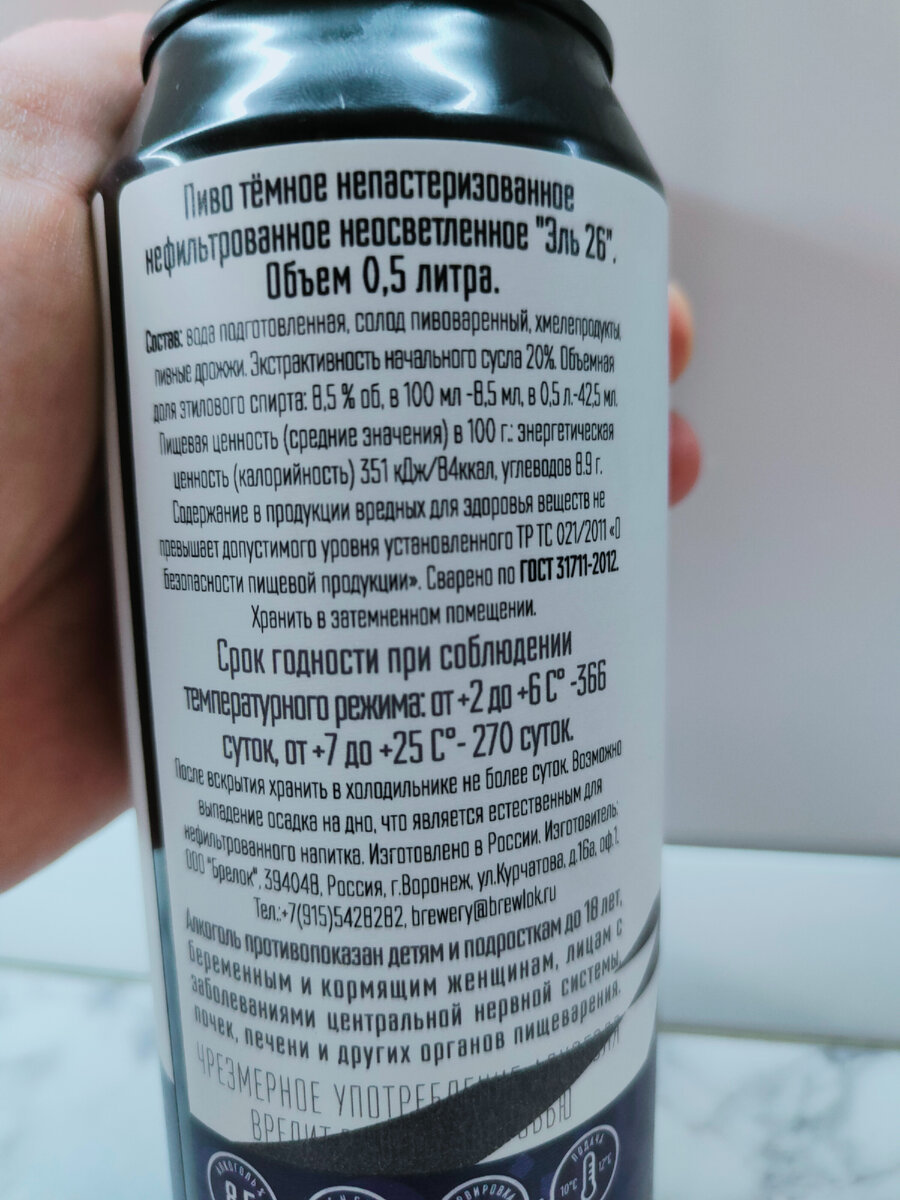 Пиво тёмное непастеризованное
нефильтрованное неосветленное "Эль 26".
Объем 0,5 литра.
Состав: вода подготовленная, солод пивоваренный, хмелепродукты,
пивные дрожжи. Экстрактивность начального сусла 20%. Объемная
доля этилового спирта: 8,5 % об, в 100 мл -8,5 мл, в 0,5 л.-42,5 мл.
Пищевая ценность (средние значения) в 100 г.: энергетическая
ценность (калорийность) 351 кДж/84ккал, углеводов 8.9 г.
Содержание в продукции вредных для здоровья веществ не
превышает допустимого уровня установленного ТР ТС 021/2011 «О
безопасности пищевой продукции». Сварено по ГОСТ 31711-2012.
Хранить в затемненном помещении.
Срок годности при соблюдении
температурного режима: от +2 до +6 С° -366
суток, от +7 до +25 С°- 270 суток.
После вскрытия хранить в холодильнике не более суток. Возможно
выпадение осадка на дно, что является естественным для
нефильтрованного напитка. Изготовлено в России. Изготовитель:
ООО "Брелок", 394048, Россия, г.Воронеж, ул.Курчатова, д.16а, оф.1.
Тел.:+7(915)5428282, brewery@brewlok.ru
Алкоголь противопоказан детям и подросткам до 18 лет,
беременным и кормящим женщинам, лицам с
заболеваниями центральной нервной системы,
почек, печени и других органов пищеварения.
ЧРЕЗМЕРНОЕ УПОТРЕБЛЕНИЕ
ВРЕДИТ
АЛКОГОЛЬ %
8,5
ПОДАЧА
10°C 12°C